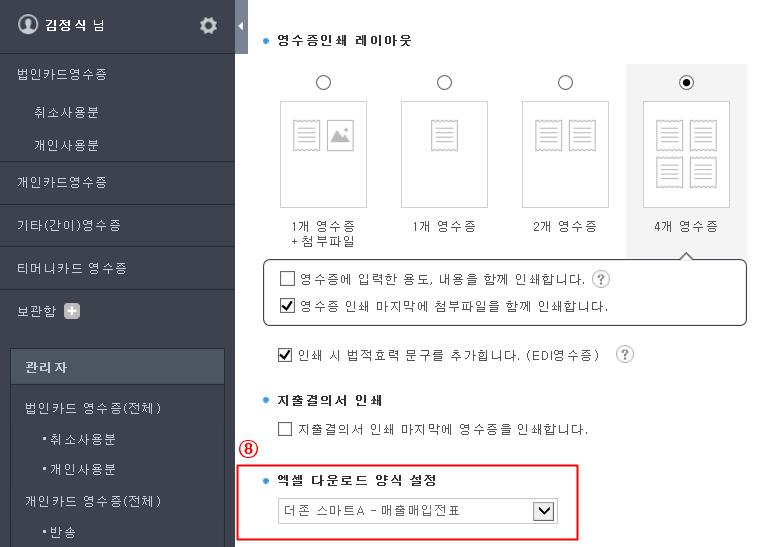 김정식 님
법인카드영수증
취소사용분
개인사용분
개인카드영수증
기타(간이)영수증
티머니카드 영수증
보관함
관리자
법인카드 영수증(전체)
•취소사용분
•개인사용분
개인카드 영수증(전체)
•반송
영수증인쇄 레이아웃
1개 영수증
+첨부파일
1개 영수증
2개 영수증
4개 영수증
영수증에 입력한 용도, 내용을 함께 인쇄합니다. ?
영수증 인쇄 마지막에 첨부파일을 함께 인쇄합니다.
인쇄 시 법적효력 문구를 추가힙니다. (EDI영수증) ?
지출결의서 인쇄
지출결의서 인쇄 마지막에 영수증을 인쇄합니다.
⑧
엑셀 다운로드 양식 설정
더존 스마트A - 매출매입전표